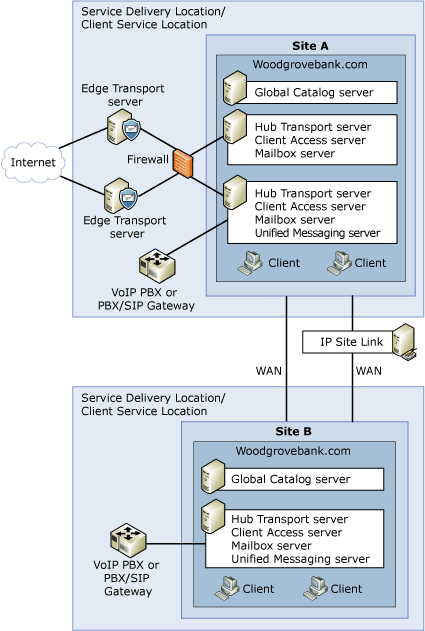 Service Delivery Location/
Client Service Location
Site A
Woodgrovebank.com
Global Catalog server
Edge Transport
server
Hub Transport server
Client Access server
Mailbox server
Internet
Firewall
Hub Transport server
Client Access server
Mailbox server
Unified Messaging server
Edge Transport
server
Client
Client
VoIP PBX or
PBX/SIP Gateway
IP Site Link
WAN
WAN
Service Delivery Location/
Client Service Location
Site B
Woodgrovebank.com
Global Catalog server
Hub Transport server
Client Access server
Mailbox server
Unified Messaging server
VoIP PBX or
PBX/SIP
Gateway
Client
Client